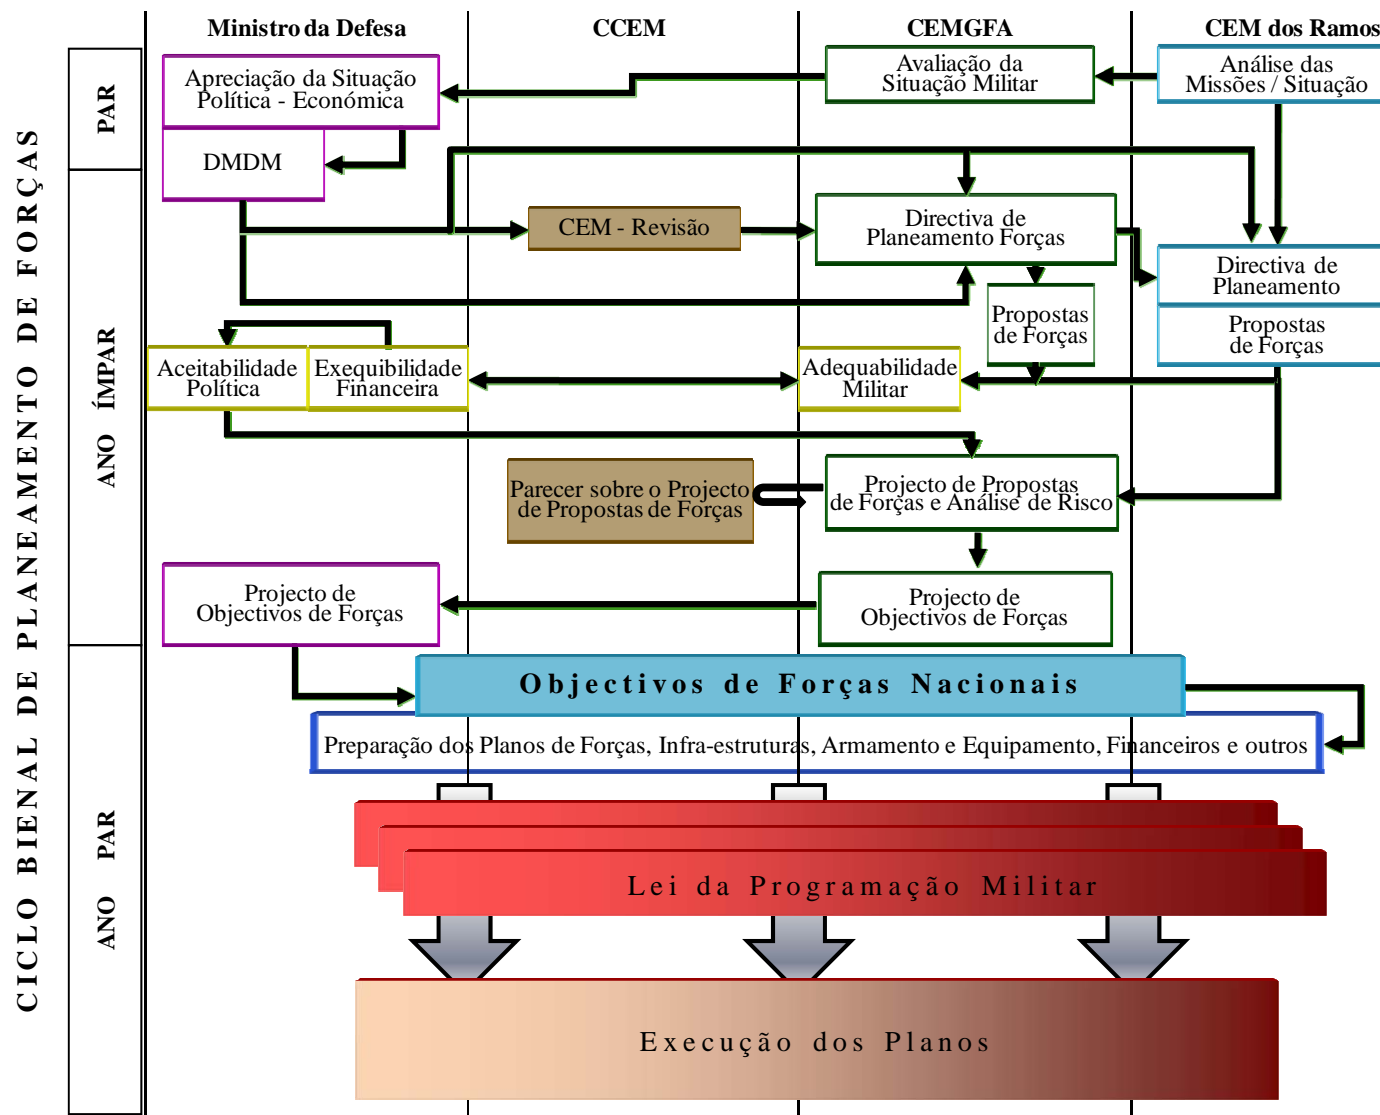 Ministro da Defesa
CCEM
CEMGFA
CEM dos Ramos
CICLO BIENAL DE PLANEAMENTO DE FORÇAS
PAR
Apreciação da Situação
Política - Económica
Avaliação da
Situação Militar
Análise das
Missões / Situação
DMDM
ANO ÍMPAR
CEM - Revisão
Directiva de
Planeamento Forças
Directiva de
Planeamento
Propostas
de Forças
Propostas
de Forças
Aceitabilidade
Política
Exequibilidade
Financeira
Adequabilidade
Militar
Parecer sobre o Projecto
de Propostas de Forças
Projecto de Propostas
de Forças e Análise de Risco
Projecto de
Objectivos de Forças
Projecto de
Objectivos de Forças
ANO PAR
Objectivos de Forças Nacionais
Preparação dos Planos de Forças, Infra-estruturas, Armamento e Equipamento, Financeiros e outros
Lei da Programação Militar
Execução dos Planos